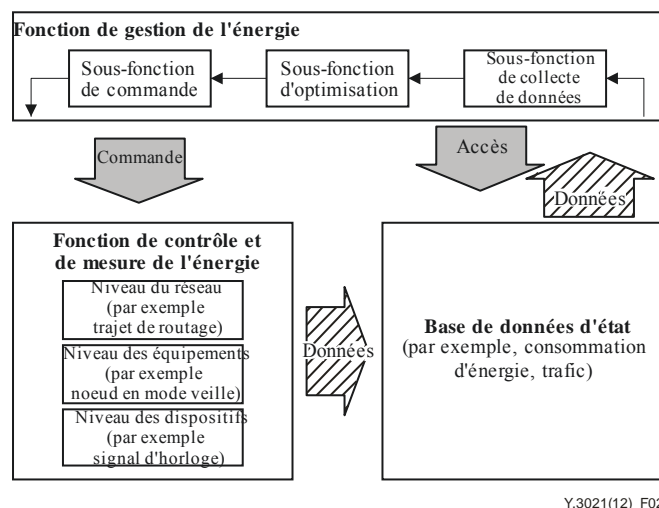 Fonction de gestion de l'énergie
Sous-fonction
de commande
Sous-fonction
d'optimisation
Sous-fonction
de collecte
de données
Commande
Accès
Données
Fonction de contrôle et
de mesure de l'énergie
Niveau du réseau
(par exemple
trajet de routage)
Niveau des équipements
(par exemple
noeud en mode veille)
Niveau des dispositifs
(par exemple
signal d'horloge)
Données
Base de données d'état
(par exemple, consommation
d'énergie, trafic)
Y.3021(12)_F02